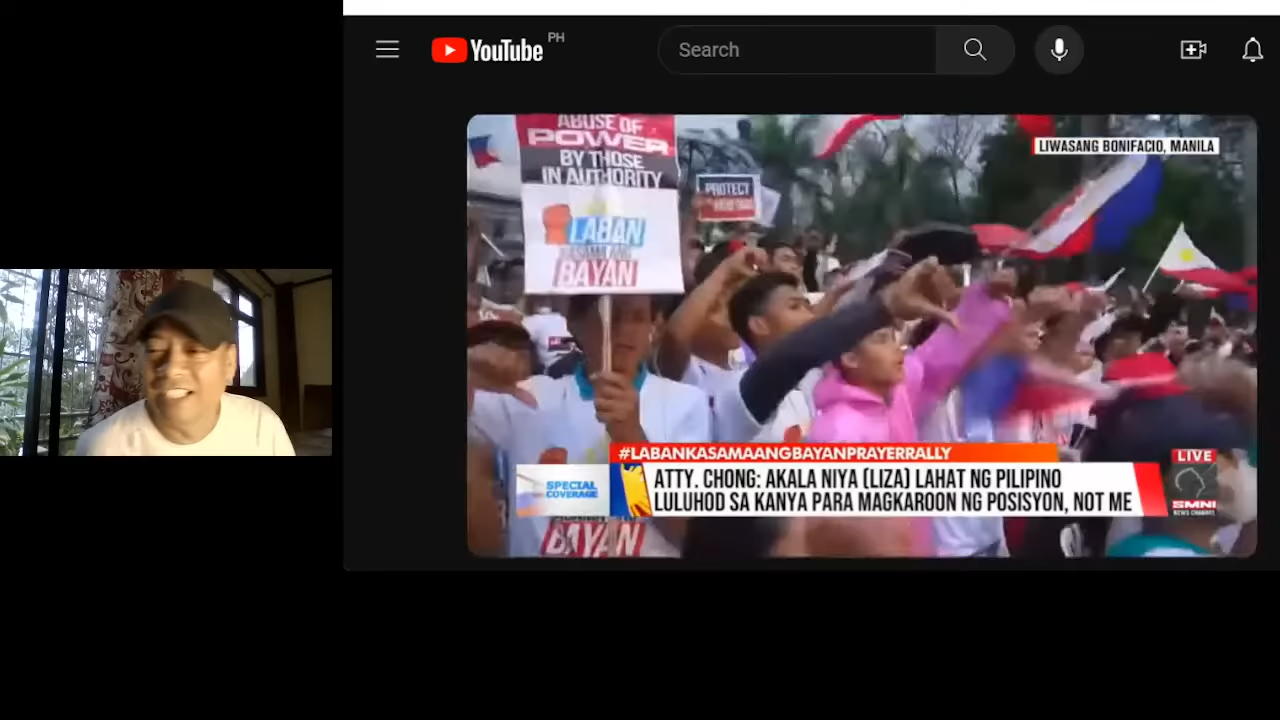 YouTube PH
Search
ABUSE OF
POWER
BY THOSE
IN AUTHORITY
LABAN
BAYAN
PROTECT
LIWASANG BONIFACIO, MANILA
#LABANKASAMAANGBAYANPRAYERRALLY
SPECIAL
COVERAGE
ATTY. CHONG: AKALA NIYA (LIZA) LAHAT NG PILIPINO
LULUHOD SA KANYA PARA MAGKAROON NG POSISYON, NOT ME
LIVE
SMNI
NEWS CHANNEL
BAYAN